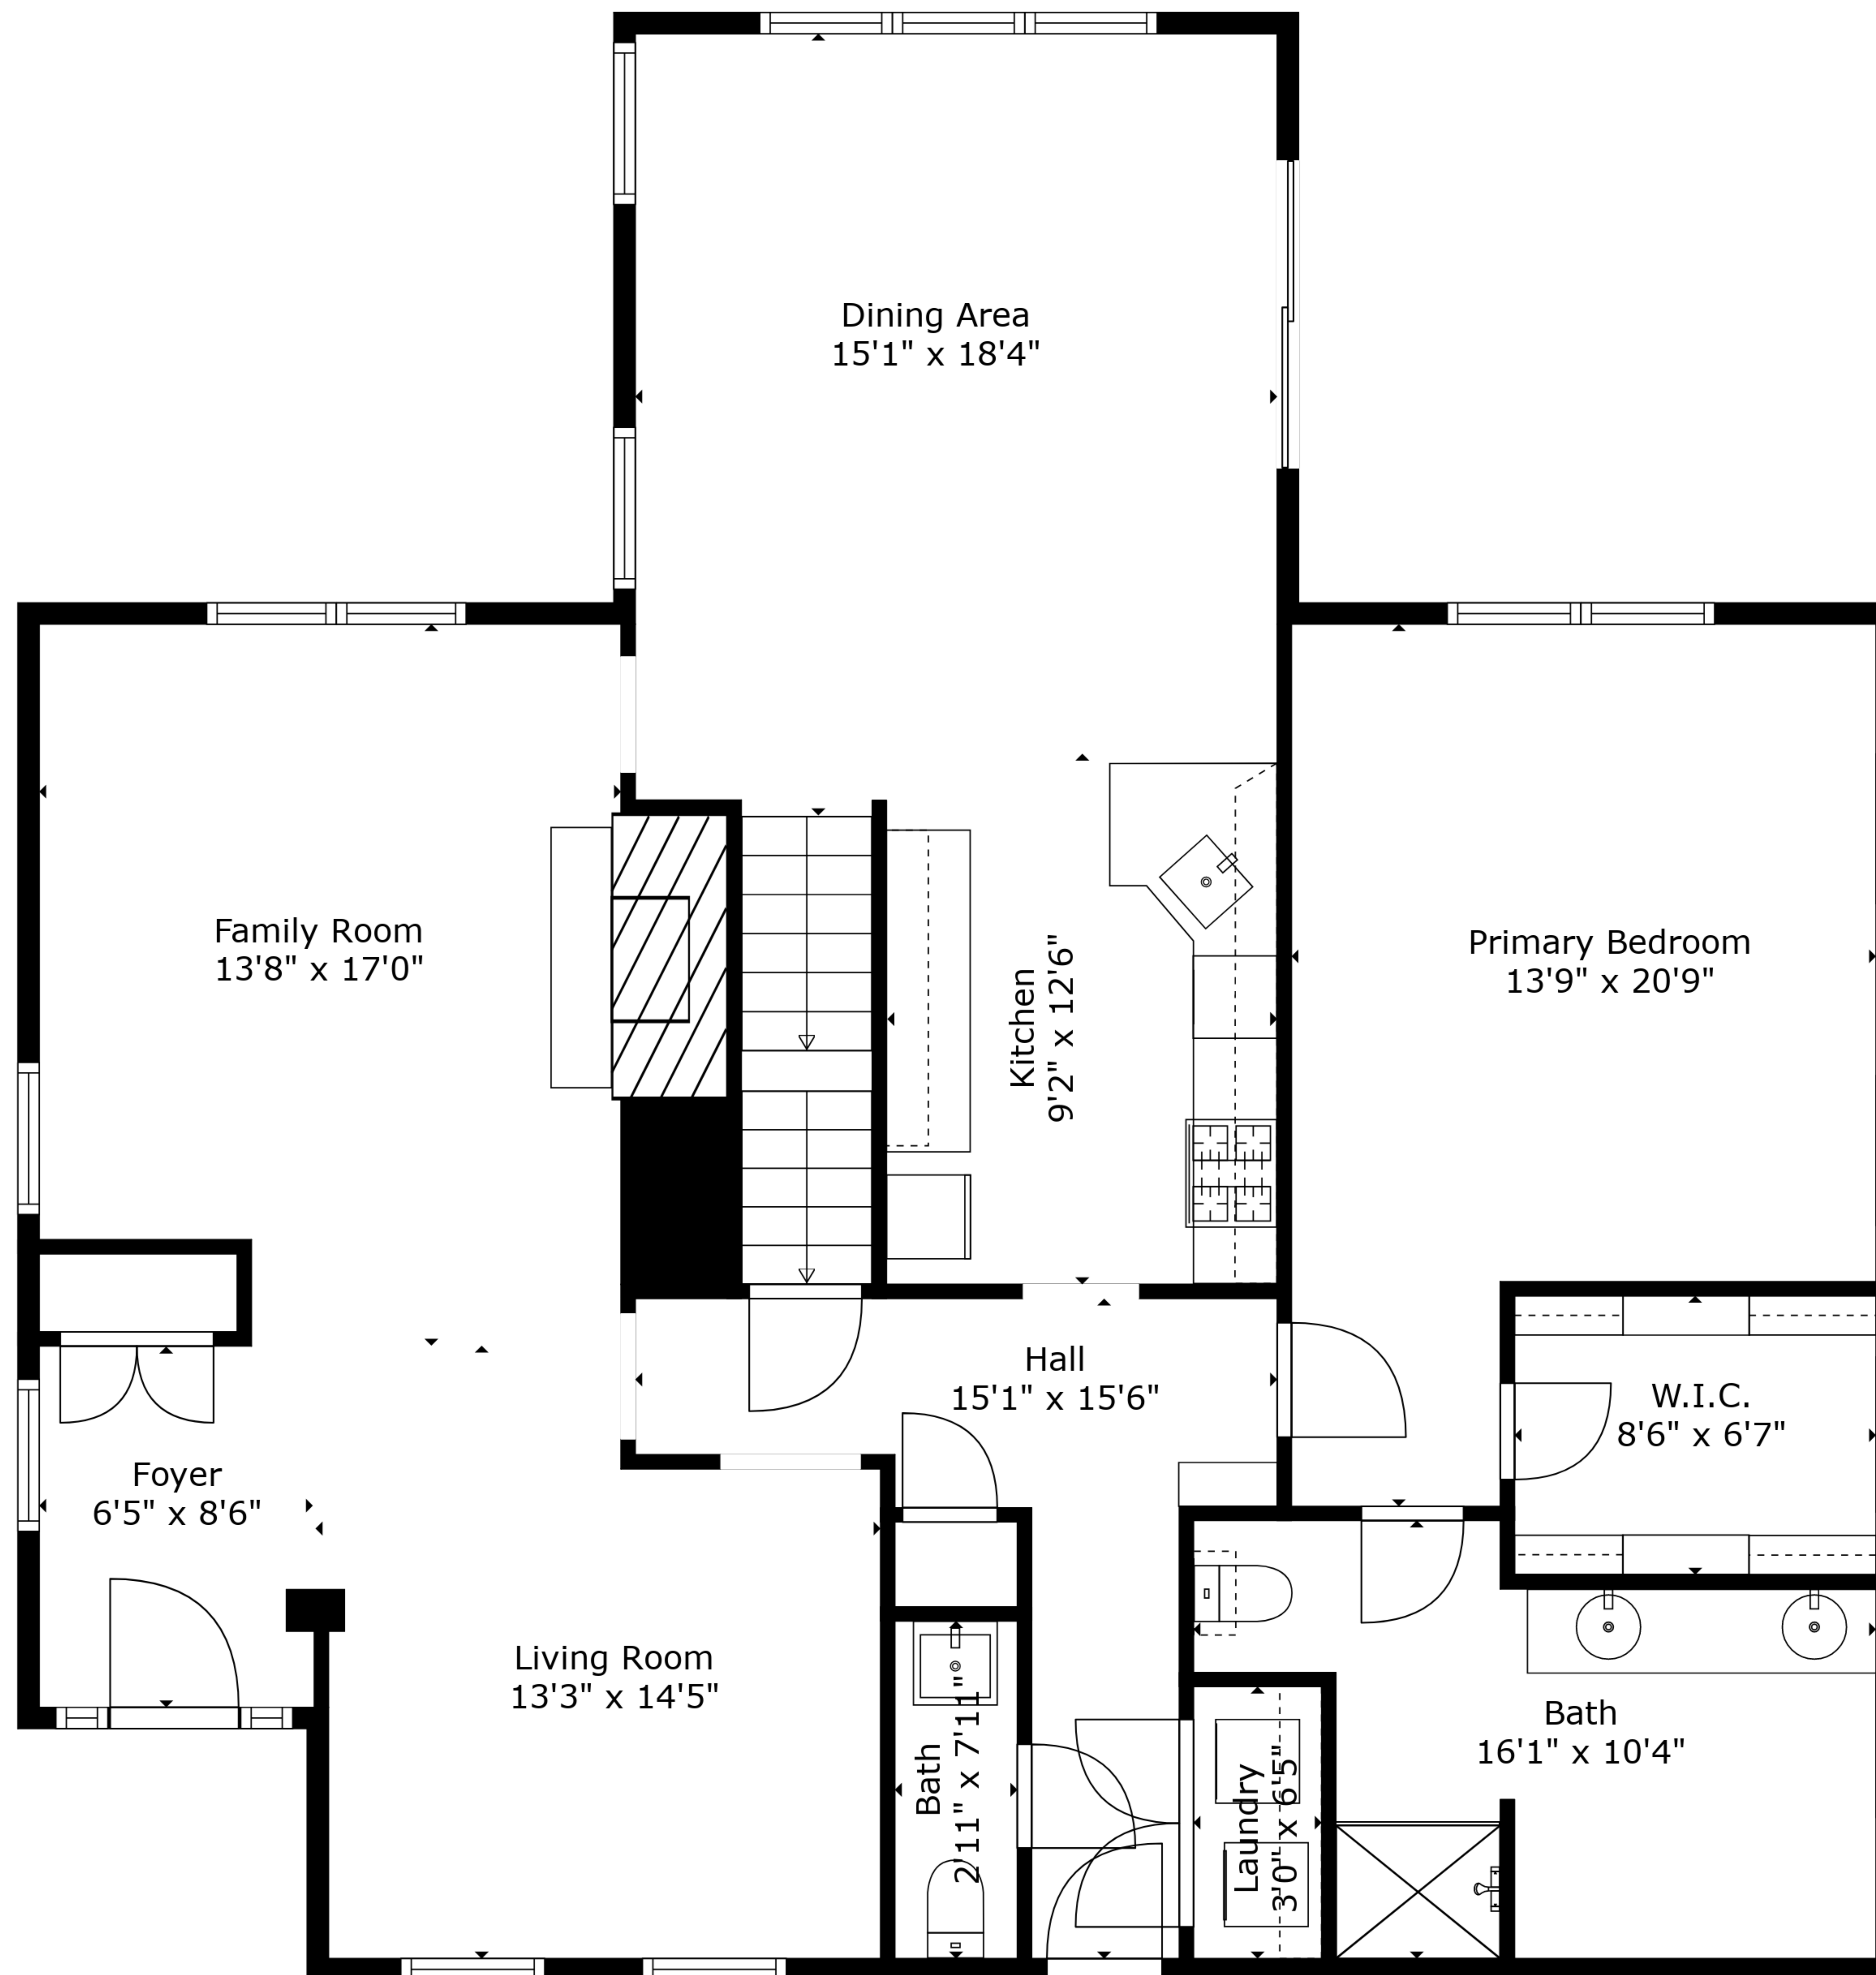 Dining Area
15'1" x 18'4"
Family Room
13'8" x 17'0"
Kitchen
9'2" x 12'6"
Primary Bedroom
13'9" x 20'9"
Hall
15'1" x 15'6"
W.I.C.
8'6" x 6'7"
Foyer
6'5" x 8'6"
Living Room
13'3" x 14'5"
Bath
2'11" x 7'11"
Laundry
3'0" x 6'5"
Bath
16'1" x 10'4"